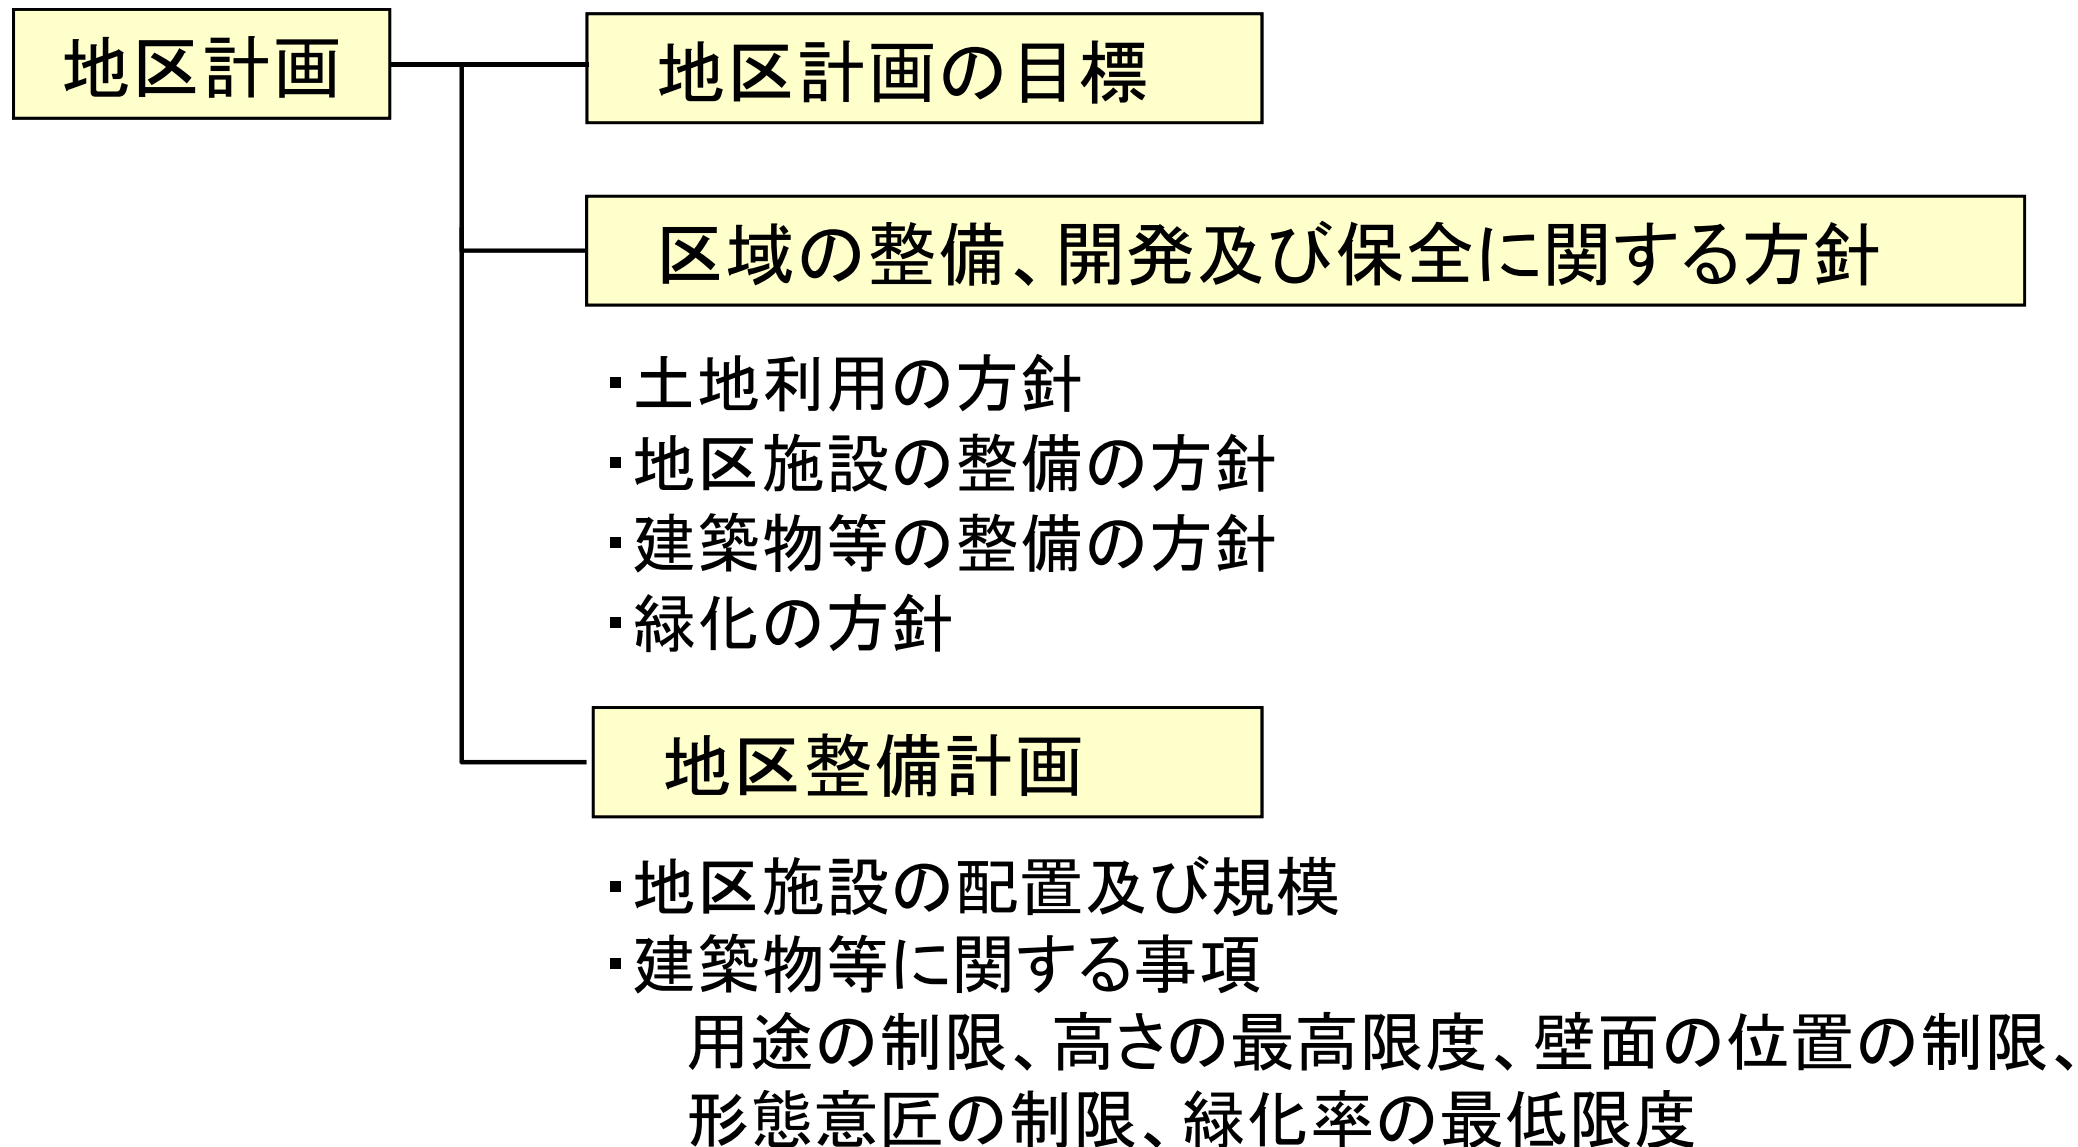 地区計画
地区計画の目標
区域の整備、開発及び保全に関する方針
・土地利用の方針
・地区施設の整備の方針
・建築物等の整備の方針
・緑化の方針
地区整備計画
・地区施設の配置及び規模
・建築物等に関する事項
用途の制限、高さの最高限度、壁面の位置の制限、
形態意匠の制限、緑化率の最低限度